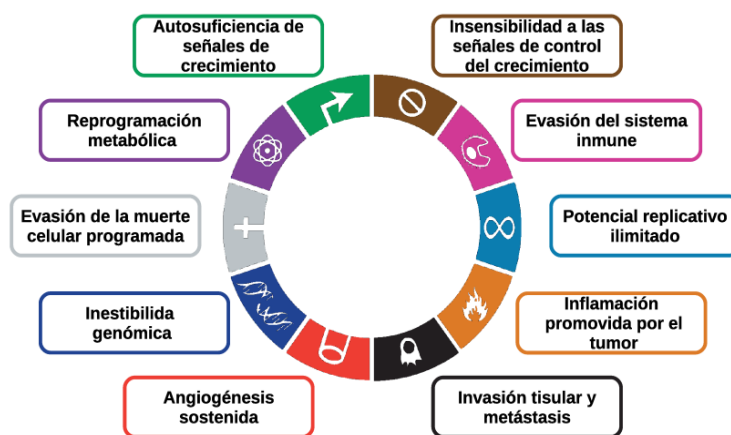 Autosuficiencia de
señales de
crecimiento
Insensibilidad a las
señales de control
del crecimiento
Reprogramación
metabólica
Evasión del sistema
inmune
Evasión de la muerte
celular programada
Potencial replicativo
ilimitado
Inestibilida
genómica
Inflamación
promovida por el
tumor
Angiogénesis
sostenida
Invasión tisular y
metástasis